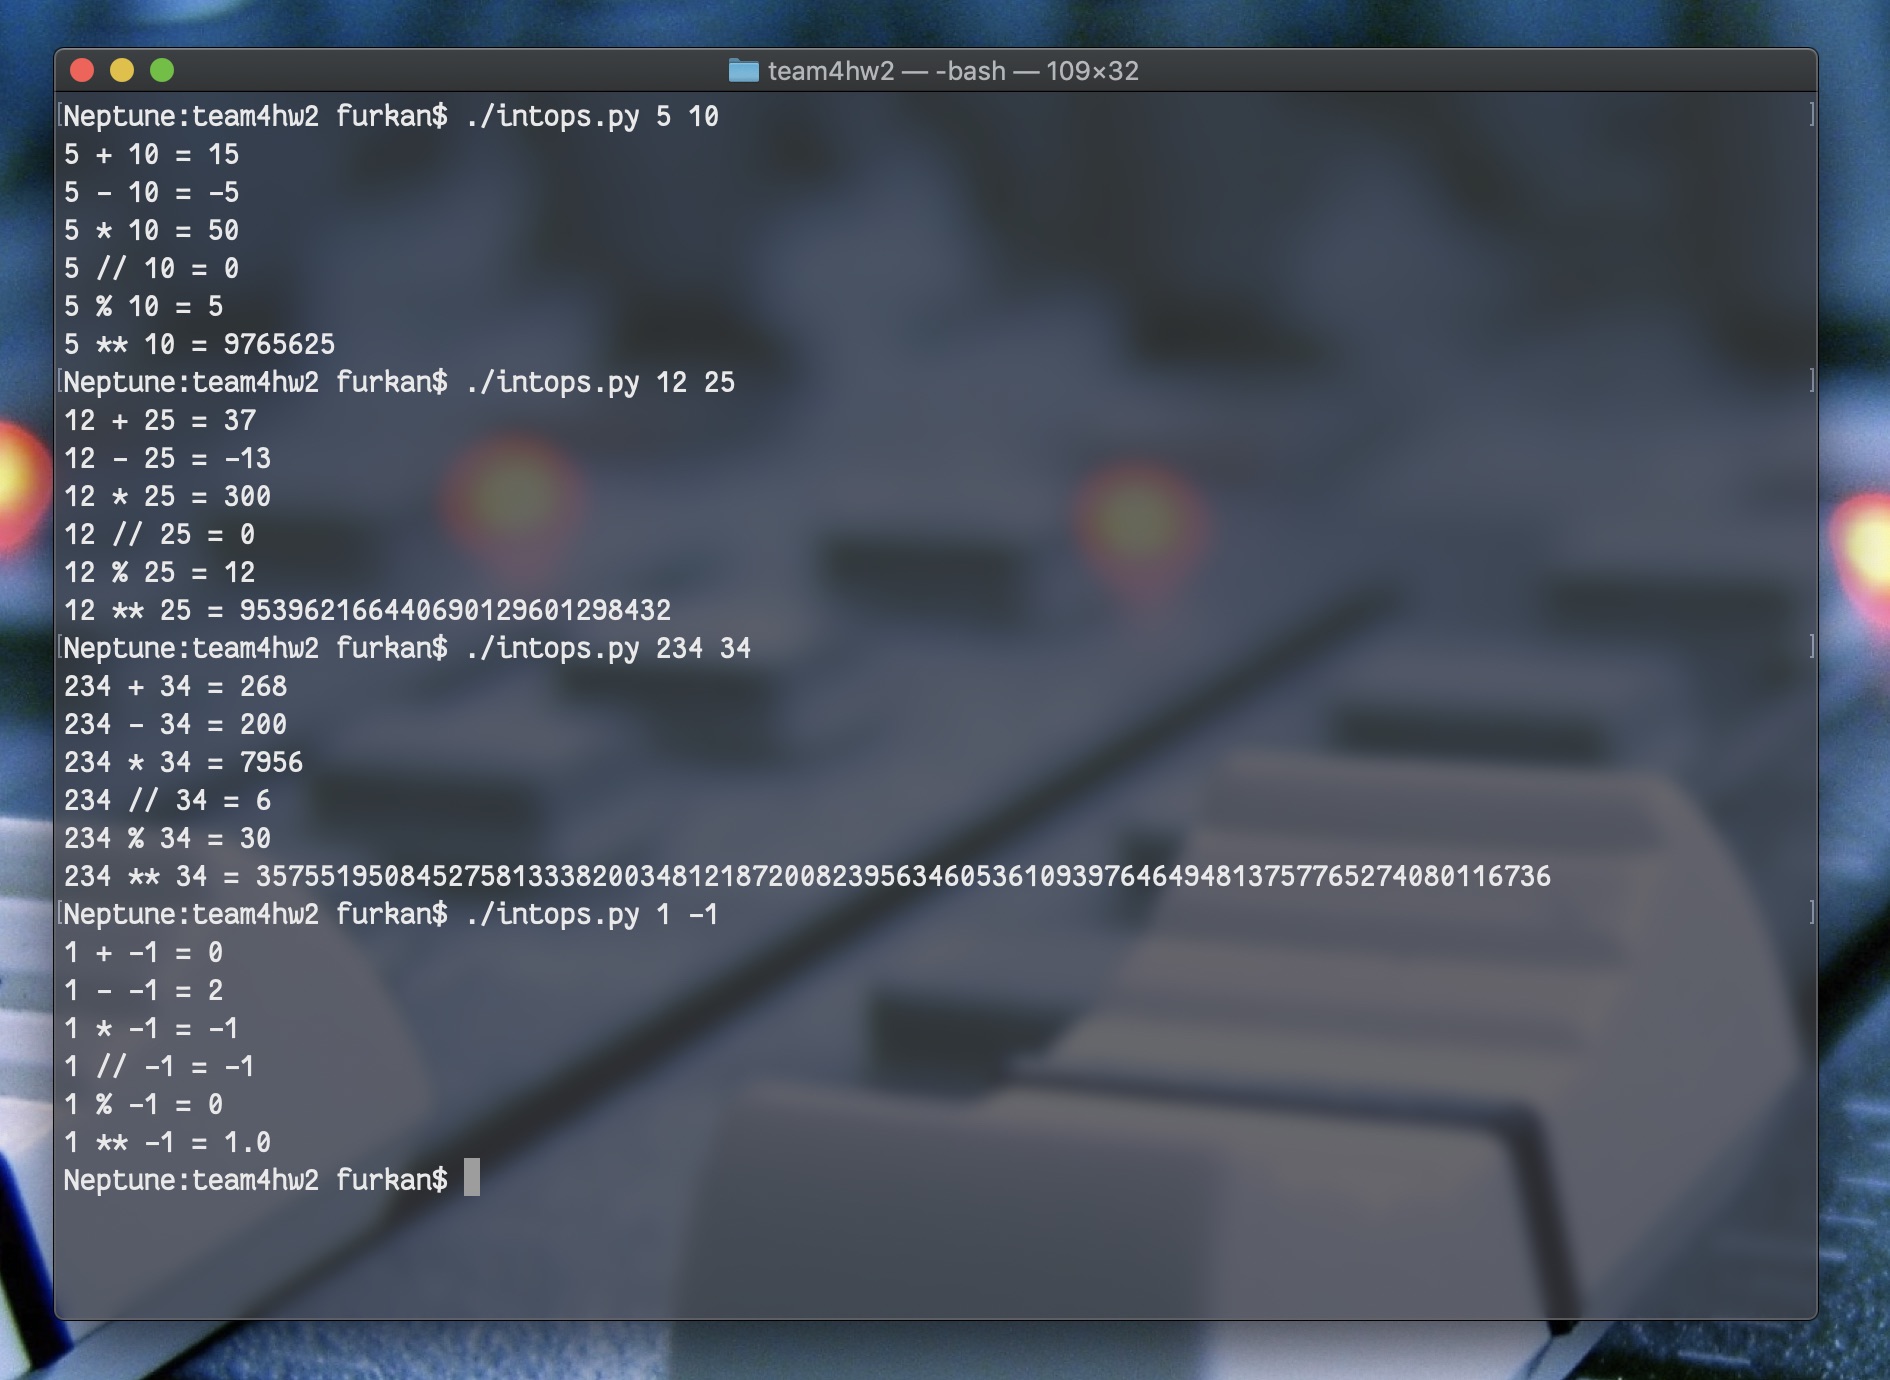 team4hw2 — -bash — 109×32
Neptune:team4hw2 furkan$ ./intops.py 5 10
5 + 10 = 15
5 - 10 = -5
5 * 10 = 50
5 // 10 = 0
5 % 10 = 5
5 ** 10 = 9765625
Neptune:team4hw2 furkan$ ./intops.py 12 25
12 + 25 = 37
12 - 25 = -13
12 * 25 = 300
12 // 25 = 0
12 % 25 = 12
12 ** 25 = 953962166440690129601298432
Neptune:team4hw2 furkan$ ./intops.py 234 34
234 + 34 = 268
234 - 34 = 200
234 * 34 = 7956
234 // 34 = 6
234 % 34 = 30
234 ** 34 = 357551950845275813338200348121872008239563460536109397646494813757765274080116736
Neptune:team4hw2 furkan$ ./intops.py 1 -1
1 + -1 = 0
1 - -1 = 2
1 * -1 = -1
1 // -1 = -1
1 % -1 = 0
1 ** -1 = 1.0
Neptune:team4hw2 furkan$